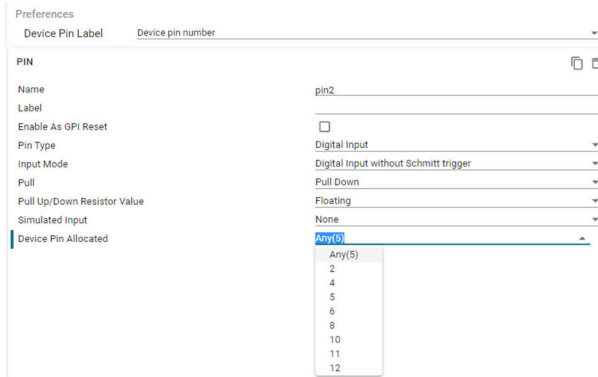 Preferences
Device Pin Label Device pin number
PIN
Name pin2
Label
Enable As GPI Reset
Pin Type Digital Input
Input Mode Digital Input without Schmitt trigger
Pull Pull Down
Pull Up/Down Resistor Value Floating
Simulated Input None
Device Pin Allocated Any(5)
Any(5)
2
4
5
6
8
10
11
12